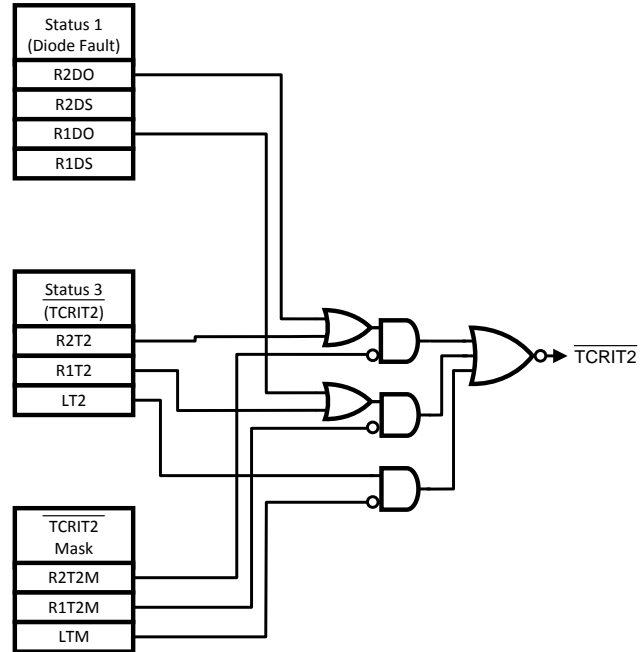 Status 1
(Diode Fault)
R2DO
R2DS
R1DO
R1DS
Status 3
(TCRIT2)
R2T2
R1T2
LT2
TCRIT2
TCRIT2
Mask
R2T2M
R1T2M
LTM